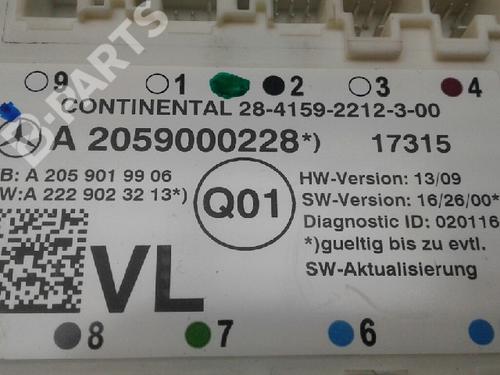 B-PARTS
9 1 2 3 4
CONTINENTAL 28-4159-2212-3-00
A 2059000228*) 17315
B: A 205 901 99 06
W: A 222 902 32 13*)
Q01
HW-Version: 13/09
SW-Version: 16/26/00*
Diagnostic ID: 020116
*)gueltig bis zu evtl.
SW-Aktualisierung
VL
8 7 6